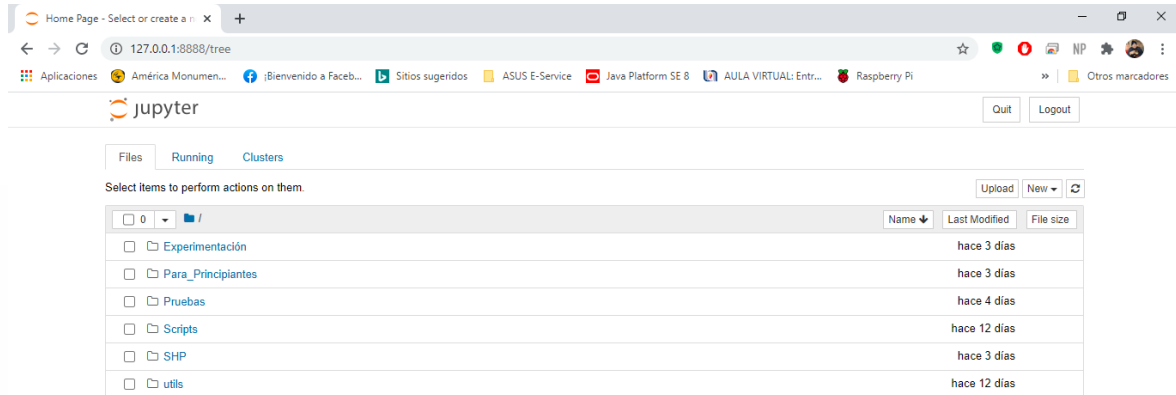 Home Page - Select or create a n
127.0.0.1:8888/tree
NP
Aplicaciones América Monumen... ¡Bienvenido a Faceb... Sitios sugeridos ASUS E-Service Java Platform SE 8 AULA VIRTUAL: Entr... Raspberry Pi » Otros marcadores
jupyter Quit Logout
Files Running Clusters
Select items to perform actions on them.
Upload New
0 / Name Last Modified File size
Experimentación hace 3 días
Para_Principiantes hace 3 días
Pruebas hace 4 días
Scripts hace 12 días
SHP hace 3 días
utils hace 12 días